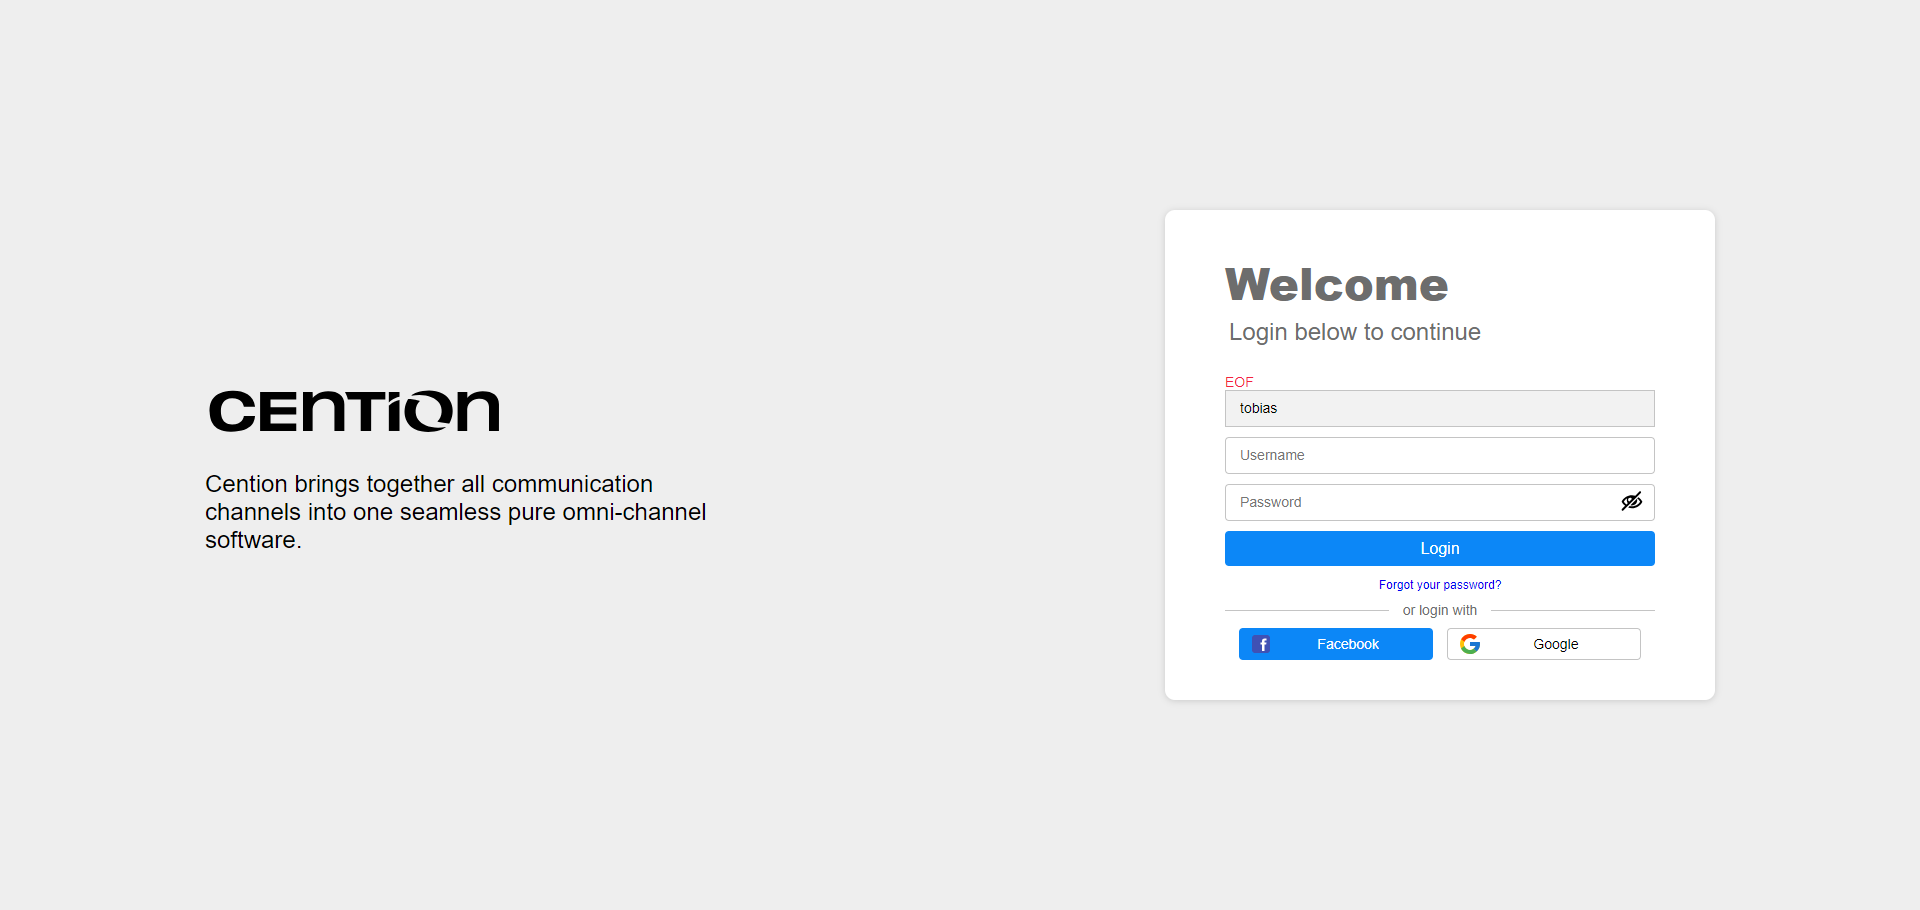 CENTION
Cention brings together all communication
channels into one seamless pure omni-channel
software.
Welcome
Login below to continue
EOF
tobias
Username
Password
Login
Forgot your password?
or login with
f Facebook
G Google